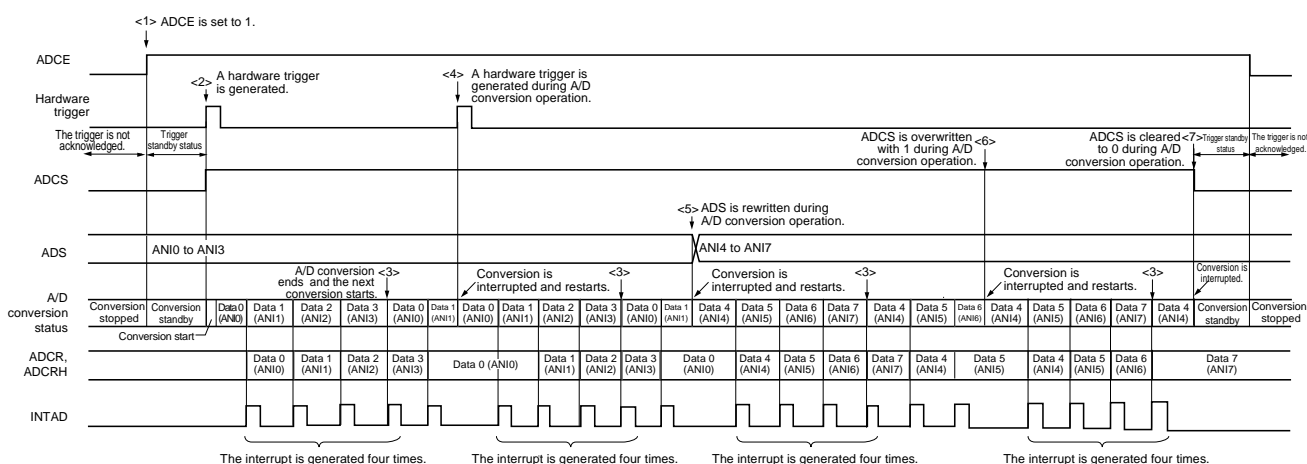 <1> ADCE is set to 1.
ADCE
<2> A hardware trigger
is generated.
<4> A hardware trigger is
generated during A/D
conversion operation.
Hardware
trigger
The trigger is not
acknowledged.
Trigger
standby status
ADCS is overwritten <6>
with 1 during A/D
conversion operation.
ADCS is cleared <7>
to 0 during A/D
conversion operation.
Trigger standby
status
The trigger is not
acknowledged.
ADCS
<5> ADS is rewritten during
A/D conversion operation.
ADS
ANI0 to ANI3
ANI4 to ANI7
A/D conversion <3>
ends and the next
conversion starts.
Conversion is
interrupted and restarts.
<3>
Conversion is
interrupted and restarts.
<3>
Conversion is
interrupted and restarts.
<3>
Conversion is
interrupted.
A/D
conversion
status
Conversion
stopped
Conversion
standby
Data 0 (ANI0)
Data 1 (ANI1)
Data 2 (ANI2)
Data 3 (ANI3)
Data 0 (ANI0)
Data 1 (ANI1)
Data 0 (ANI0)
Data 1 (ANI1)
Data 2 (ANI2)
Data 3 (ANI3)
Data 0 (ANI0)
Data 1 (ANI1)
Data 4 (ANI4)
Data 5 (ANI5)
Data 6 (ANI6)
Data 7 (ANI7)
Data 4 (ANI4)
Data 5 (ANI5)
Data 6 (ANI6)
Data 4 (ANI4)
Data 5 (ANI5)
Data 6 (ANI6)
Data 7 (ANI7)
Data 4 (ANI4)
Conversion
standby
Conversion
stopped
Conversion start
ADCR,
ADCRH
Data 0 (ANI0)
Data 1 (ANI1)
Data 2 (ANI2)
Data 3 (ANI3)
Data 0 (ANI0)
Data 1 (ANI1)
Data 2 (ANI2)
Data 3 (ANI3)
Data 0 (ANI0)
Data 4 (ANI4)
Data 5 (ANI5)
Data 6 (ANI6)
Data 7 (ANI7)
Data 4 (ANI4)
Data 5 (ANI5)
Data 4 (ANI4)
Data 5 (ANI5)
Data 6 (ANI6)
Data 7 (ANI7)
INTAD
The interrupt is generated four times.
The interrupt is generated four times.
The interrupt is generated four times.
The interrupt is generated four times.